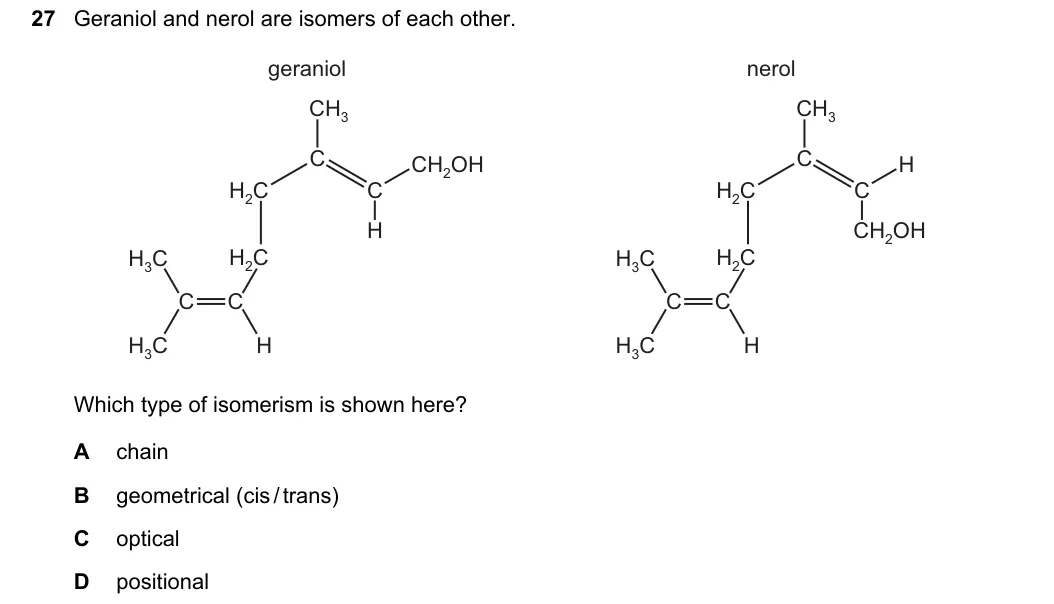 27 Geraniol and nerol are isomers of each other.
geraniol nerol
CH₃ CH₃
C CH₂OH C H
H₂C C H₂C C
H CH₂OH
H₃C H₂C H₃C H₂C
C C C C
H₃C H H₃C H
Which type of isomerism is shown here?
A chain
B geometrical (cis/trans)
C optical
D positional